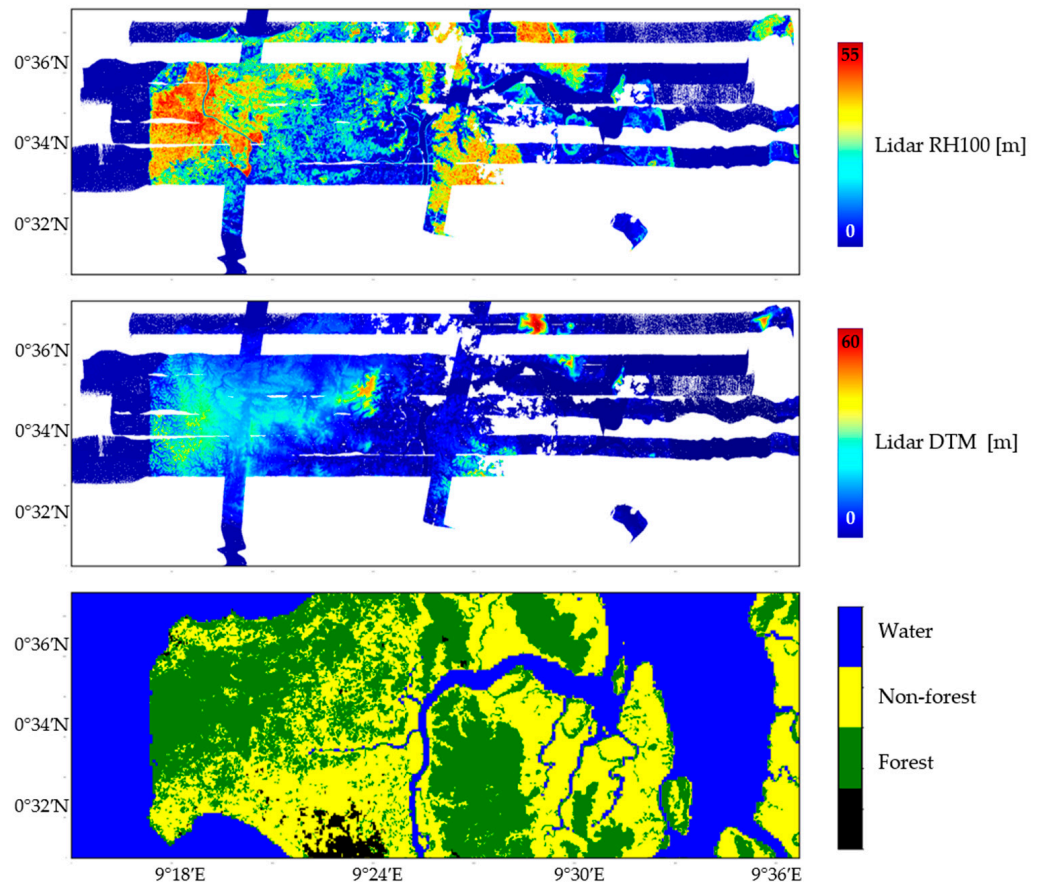 55
0°36′N
0°34′N
Lidar RH100 [m]
0°32′N
0
60
0°36′N
0°34′N
Lidar DTM [m]
0°32′N
0
0°36′N
Water
Non-forest
0°34′N
Forest
0°32′N
9°18′E
9°24′E
9°30′E
9°36′E